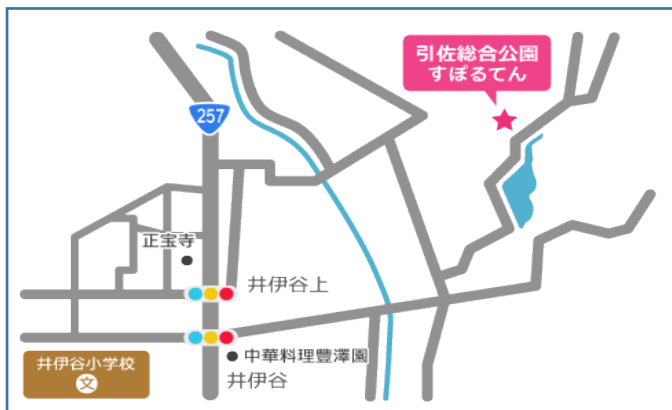 引佐総合公園
すぽるてん
257
正宝寺
井伊谷上
中華料理豊澤園
井伊谷
井伊谷小学校
文